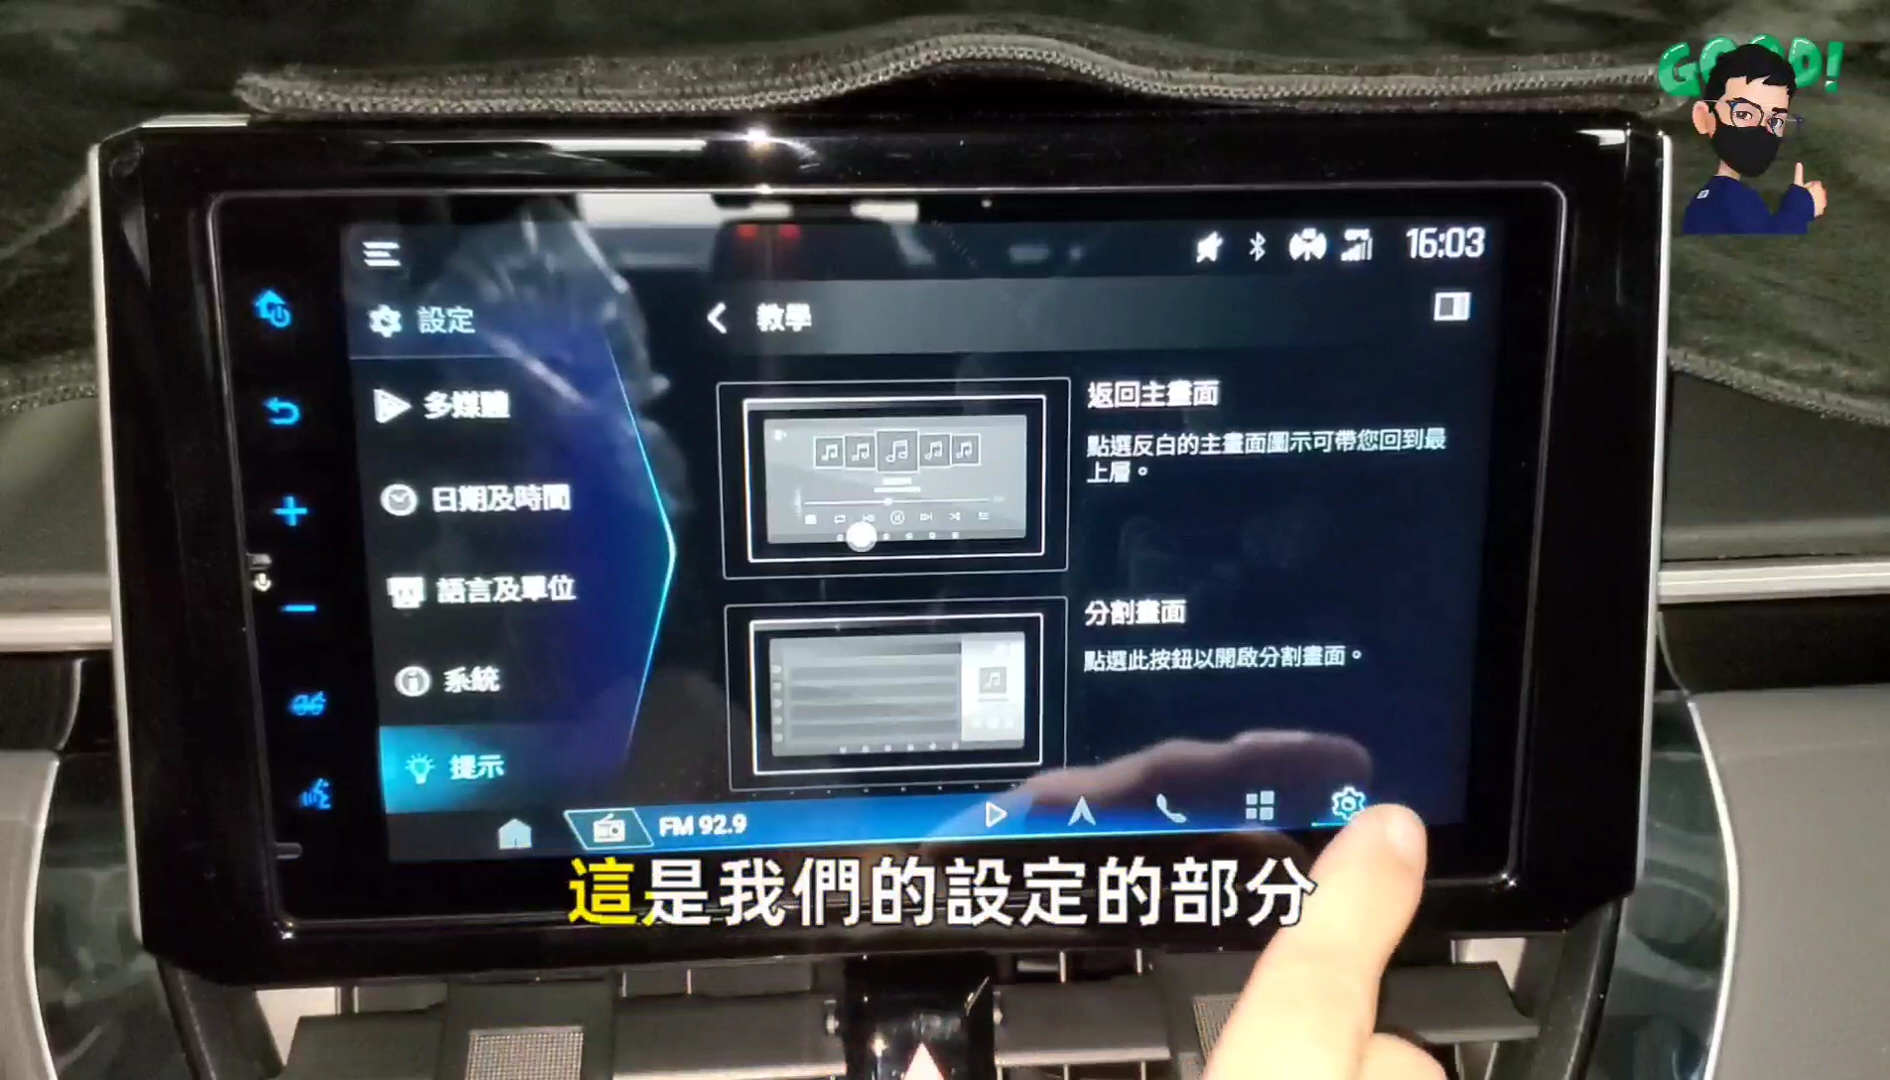 GOOD!
16:03
設定
教學
多媒體
日期及時間
語言及單位
系統
提示
返回主畫面
點選反白的主畫面圖示可帶您回到最
上層。
分割畫面
點選此按鈕以開啟分割畫面。
FM 92.9
這是我們的設定的部分